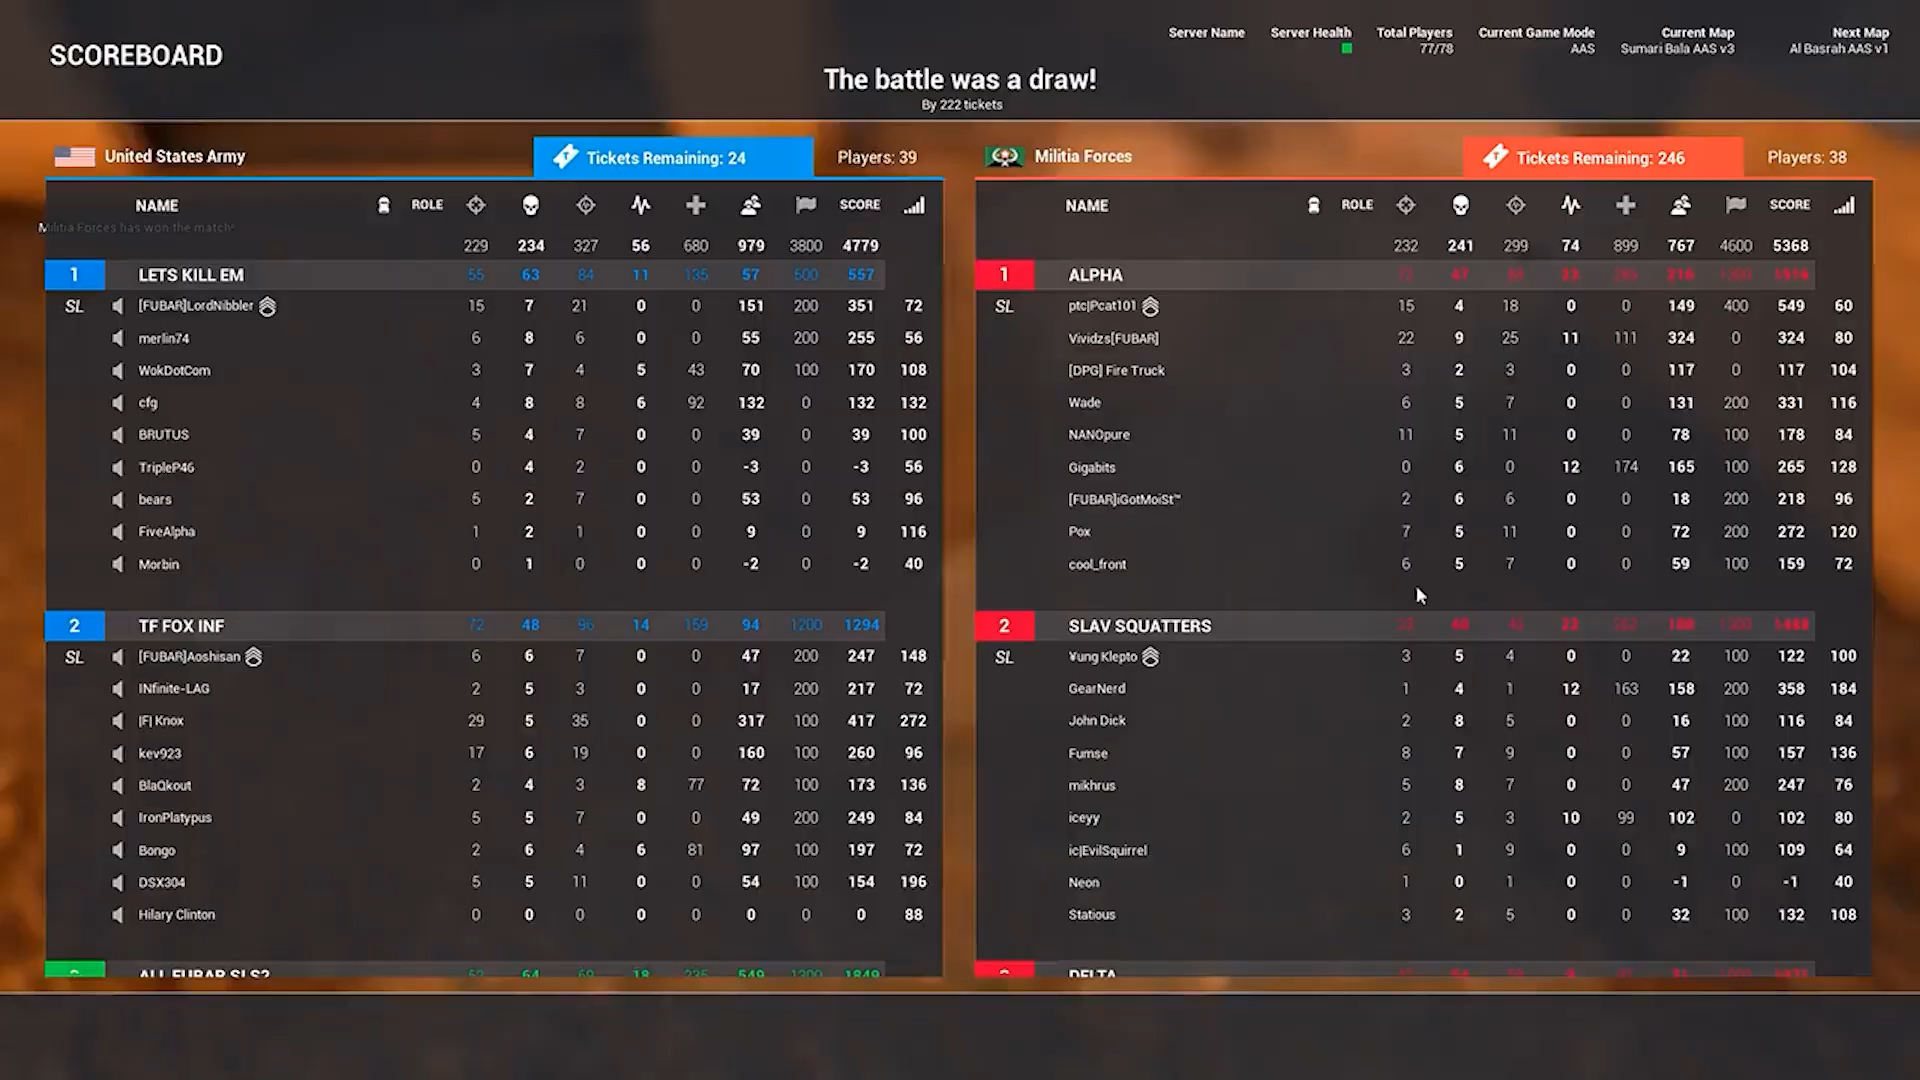 SCOREBOARD
The battle was a draw!
By 222 tickets
Server Name
Server Health
Total Players 77/78
Current Game Mode AAS
Current Map Sumari Bala AAS v3
Next Map Al Basrah AAS v1
United States Army Tickets Remaining: 24 Players: 39
NAME ROLE SCORE
Militia Forces has won the match!
229 234 327 56 680 979 3800 4779
1 LETS KILL EM 55 63 84 11 135 57 500 557
SL [FUBAR]LordNibbler 15 7 21 0 0 151 200 351 72
merlin74 6 8 6 0 0 55 200 255 56
WokDotCom 3 7 4 5 43 70 100 170 108
cfg 4 8 8 6 92 132 0 132 132
BRUTUS 5 4 7 0 0 39 0 39 100
TripleP46 0 4 2 0 0 -3 0 -3 56
bears 5 2 7 0 0 53 0 53 96
FiveAlpha 1 2 1 0 0 9 0 9 116
Morbin 0 1 0 0 0 -2 0 -2 40
2 TF FOX INF 72 48 96 14 159 94 1200 1294
SL [FUBAR]Aoshisan 6 6 7 0 0 47 200 247 148
INfinite-LAG 2 5 3 0 0 17 200 217 72
|F| Knox 29 5 35 0 0 317 100 417 272
kev923 17 6 19 0 0 160 100 260 96
BlaQkout 2 4 3 8 77 72 100 173 136
IronPlatypus 5 5 7 0 0 49 200 249 84
Bongo 2 6 4 6 81 97 100 197 72
DSX304 5 5 11 0 0 54 100 154 196
Hilary Clinton 0 0 0 0 0 0 0 0 88
ALL FUBAR SLS? 64 18 235 549 1300 1849
Militia Forces Tickets Remaining: 246 Players: 38
NAME ROLE SCORE
232 241 299 74 899 767 4600 5368
1 ALPHA
SL ptc|Pcat101 15 4 18 0 0 149 400 549 60
Vividzs[FUBAR] 22 9 25 11 111 324 0 324 80
[DPG] Fire Truck 3 2 3 0 0 117 0 117 104
Wade 6 5 7 0 0 131 200 331 116
NANOpure 11 5 11 0 0 78 100 178 84
Gigabits 0 6 0 12 174 165 100 265 128
[FUBAR]iGotMoiSt™ 2 6 6 0 0 18 200 218 96
Pox 7 5 11 0 0 72 200 272 120
cool_front 6 5 7 0 0 59 100 159 72
2 SLAV SQUATTERS
SL ¥ung Klepto 3 5 4 0 0 22 100 122 100
GearNerd 1 4 1 12 163 158 200 358 184
John Dick 2 8 5 0 0 16 100 116 84
Fumse 8 7 9 0 0 57 100 157 136
mikhrus 5 8 7 0 0 47 200 247 76
iceyy 2 5 3 10 99 102 0 102 80
ic|EvilSquirrel 6 1 9 0 0 9 100 109 64
Neon 1 0 1 0 0 -1 0 -1 40
Statious 3 2 5 0 0 32 100 132 108
DELTA